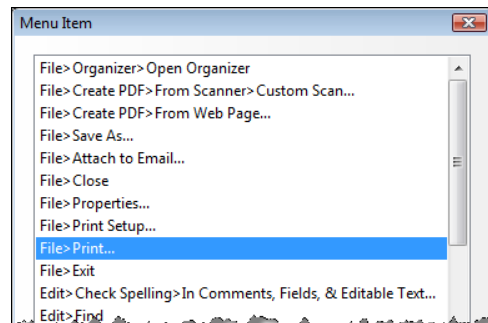 Menu Item
File>Organizer>Open Organizer
File>Create PDF>From Scanner>Custom Scan...
File>Create PDF>From Web Page...
File>Save As...
File>Attach to Email...
File>Close
File>Properties...
File>Print Setup...
File>Print...
File>Exit
Edit>Check Spelling>In Comments, Fields, & Editable Text...
Edit>Find